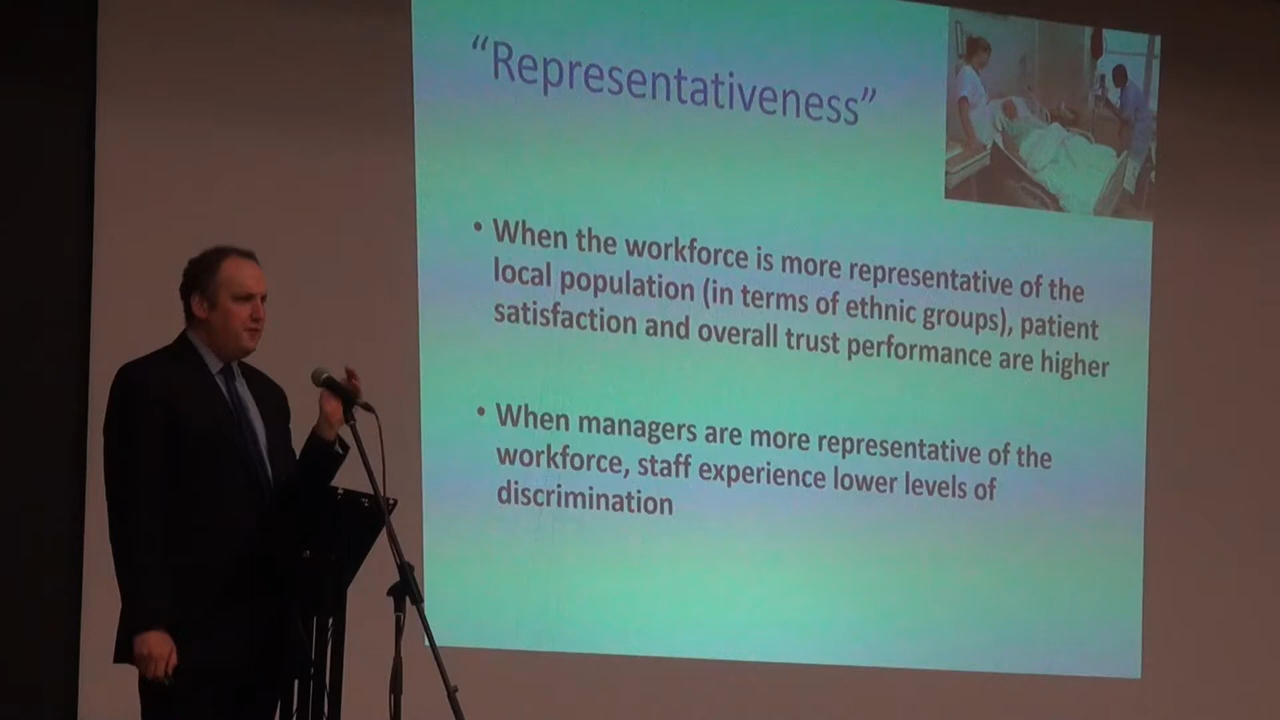 “Representativeness”
• When the workforce is more representative of the
local population (in terms of ethnic groups), patient
satisfaction and overall trust performance are higher
• When managers are more representative of the
workforce, staff experience lower levels of
discrimination